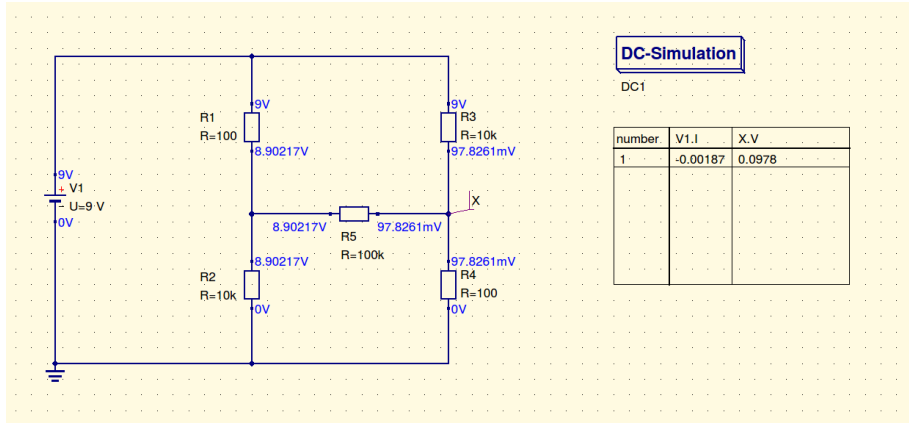 DC-Simulation
DC1
9V
+ V1
- U=9 V
0V
9V
R1
R=100
8.90217V
9V
R3
R=10k
97.8261mV
X
8.90217V
97.8261mV
R5
R=100k
8.90217V
R2
R=10k
0V
97.8261mV
R4
R=100
0V
number V1.I X.V
1 -0.00187 0.0978